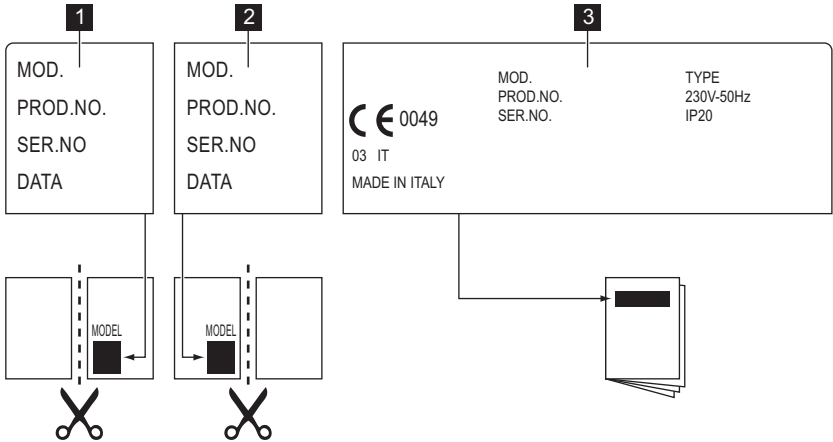 1
MOD.
PROD.NO.
SER.NO
DATA
2
MOD.
PROD.NO.
SER.NO
DATA
3
CE 0049
03 IT
MADE IN ITALY
MOD.
PROD.NO.
SER.NO.
TYPE
230V-50Hz
IP20
MODEL
MODEL